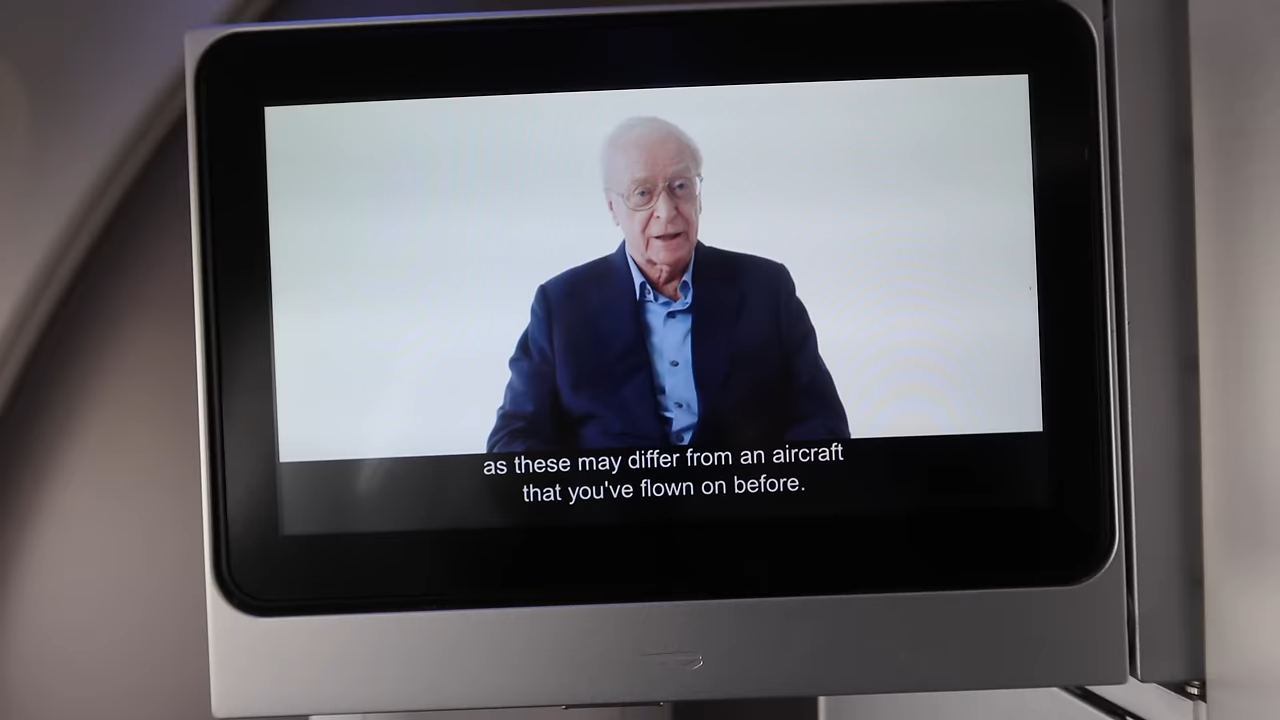 as these may differ from an aircraft
that you've flown on before.